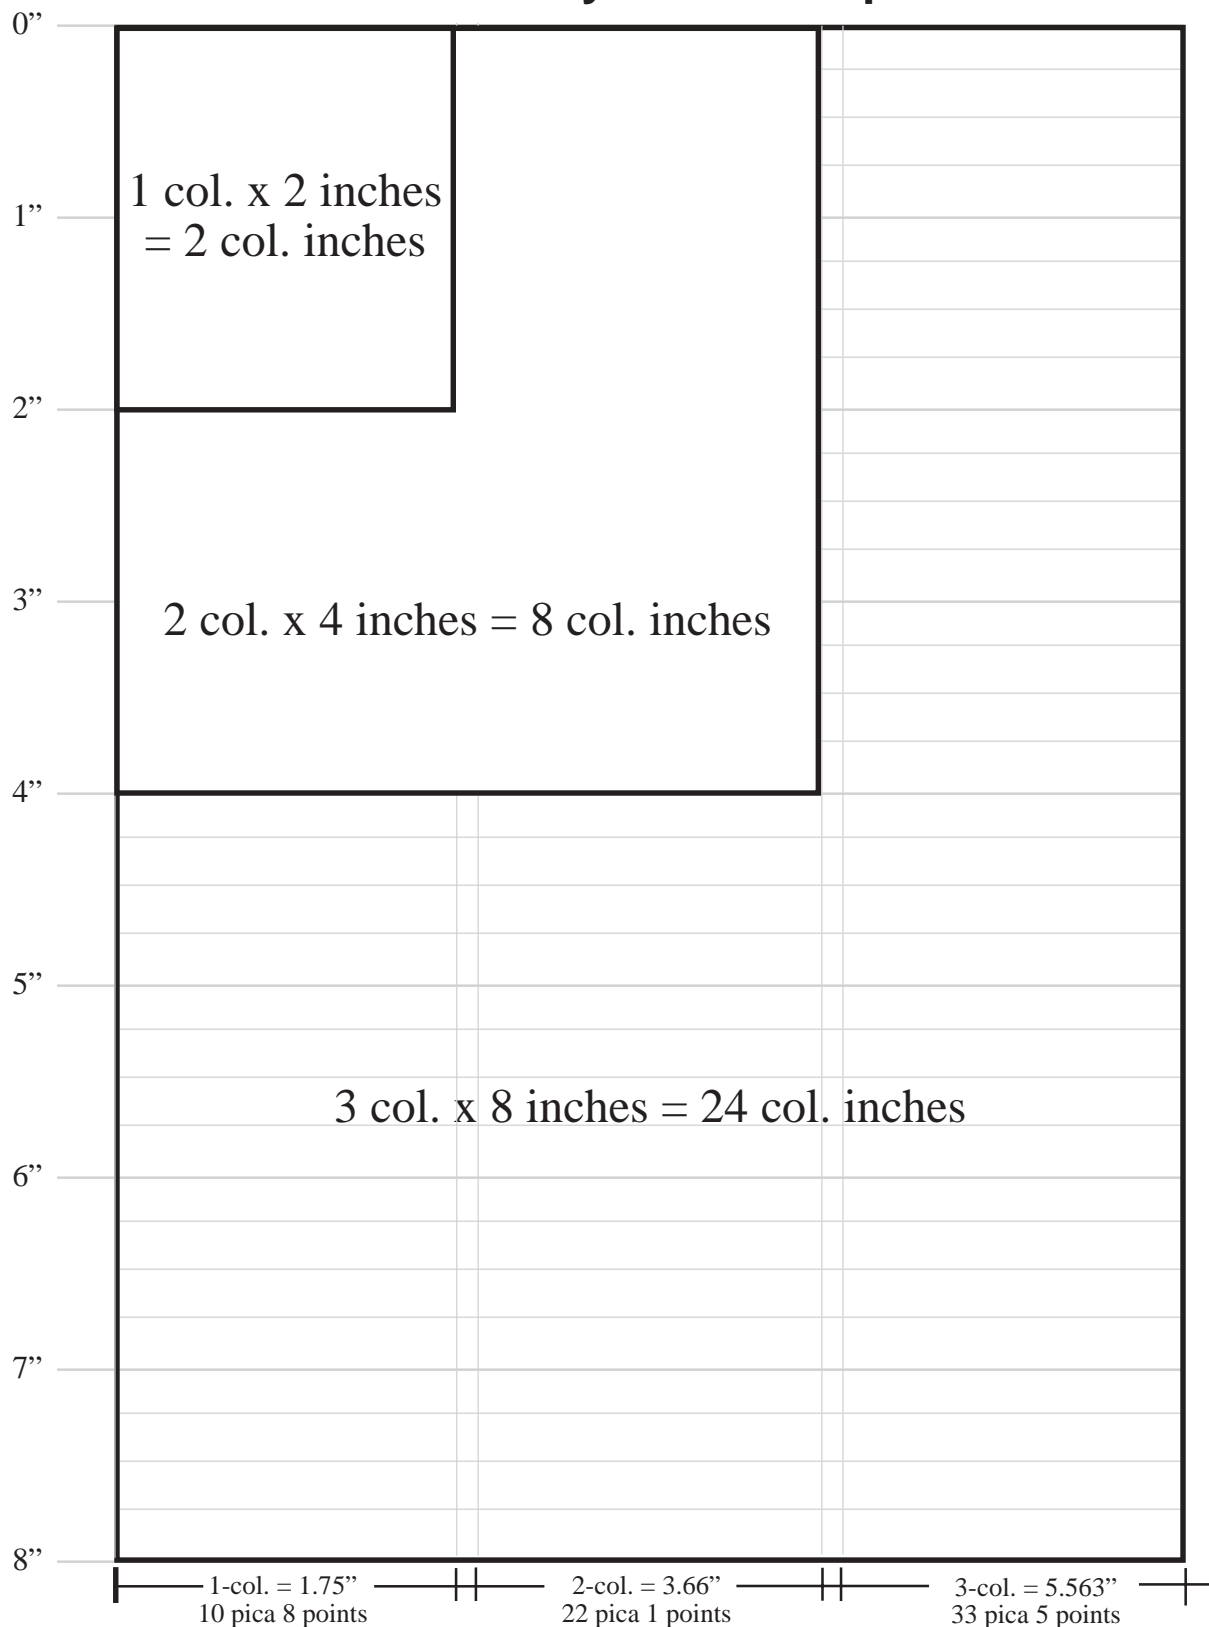 0”
1 col. x 2 inches
1”
= 2 col. inches
2”
3”
2 col. x 4 inches = 8 col. inches
4”
5”
3 col. x 8 inches = 24 col. inches
6”
7”
8”
1-col. = 1.75” 2-col. = 3.66” 3-col. = 5.563”
10 pica 8 points 22 pica 1 points 33 pica 5 points